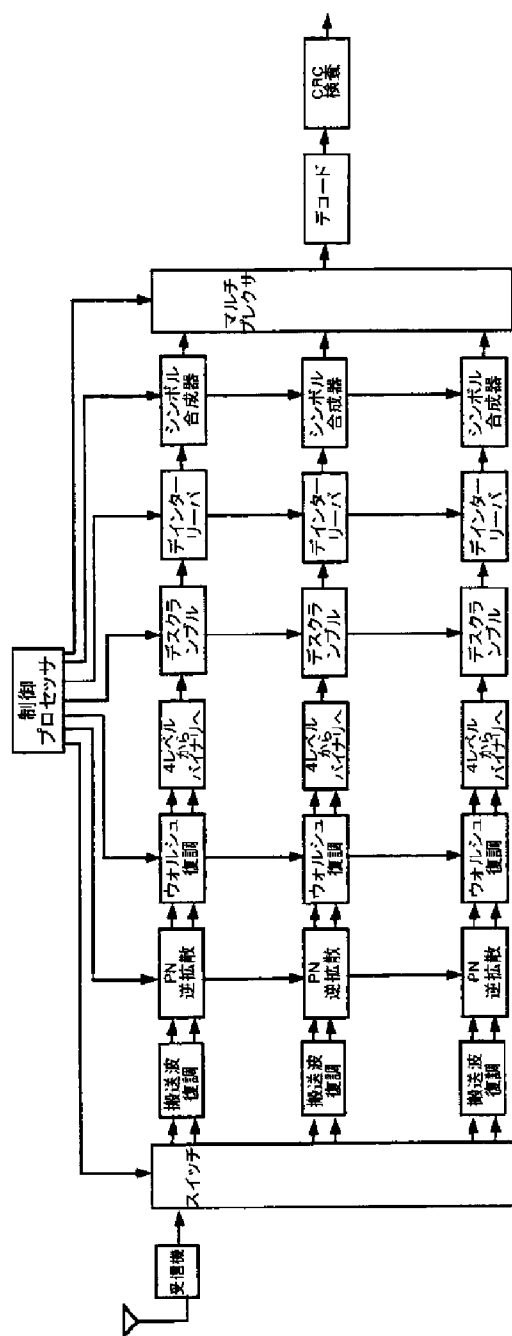 制御
プロセッサ
受信機
スイッチ
搬送波
復調
PN
逆拡散
ウォルシュ
復調
4レベル
から
バイナリへ
デスクラ
ンブル
デインター
リーバ
シンボル
合成器
搬送波
復調
PN
逆拡散
ウォルシュ
復調
4レベル
から
バイナリへ
デスクラ
ンブル
デインター
リーバ
シンボル
合成器
搬送波
復調
PN
逆拡散
ウォルシュ
復調
4レベル
から
バイナリへ
デスクラ
ンブル
デインター
リーバ
シンボル
合成器
マルチ
プレクサ
デコード
CRC
検査